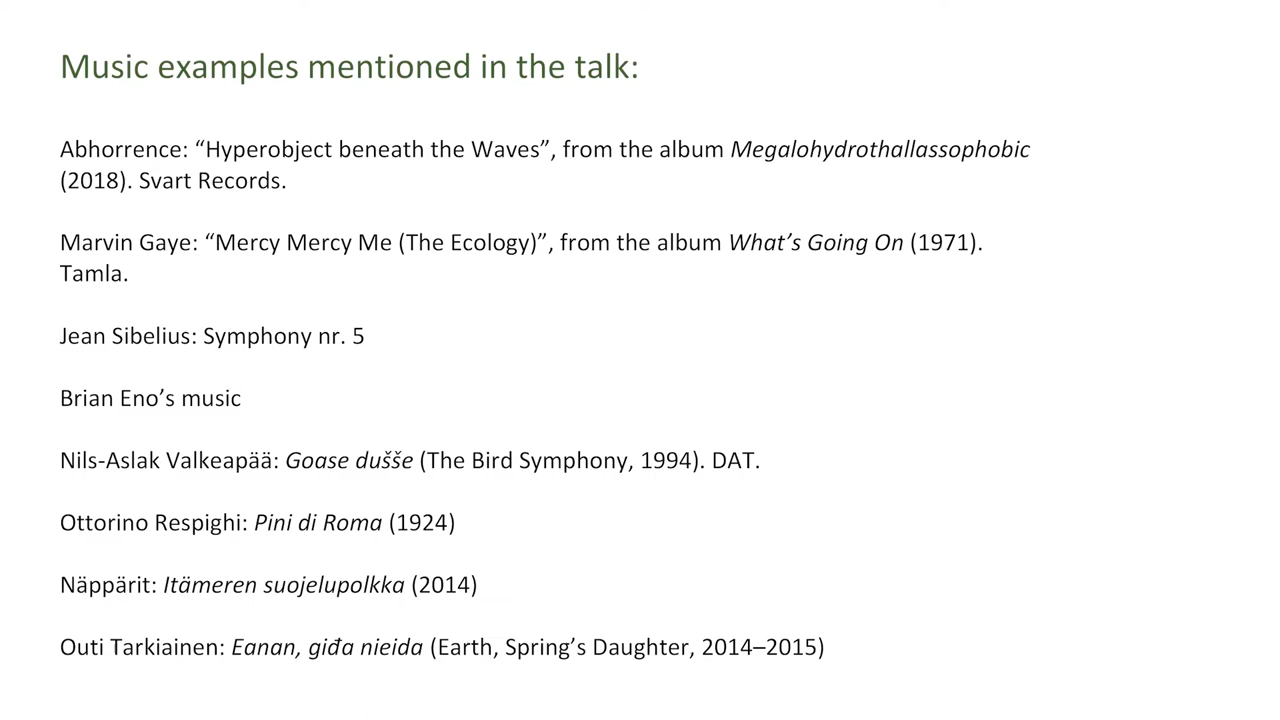 Music examples mentioned in the talk:
Abhorrence: “Hyperobject beneath the Waves”, from the album Megalohydrothallassophobic
(2018). Svart Records.
Marvin Gaye: “Mercy Mercy Me (The Ecology)”, from the album What’s Going On (1971).
Tamla.
Jean Sibelius: Symphony nr. 5
Brian Eno’s music
Nils-Aslak Valkeapää: Goase dušše (The Bird Symphony, 1994). DAT.
Ottorino Respighi: Pini di Roma (1924)
Näppärit: Itämeren suojelupolkka (2014)
Outi Tarkiainen: Eanan, giđa nieida (Earth, Spring’s Daughter, 2014–2015)